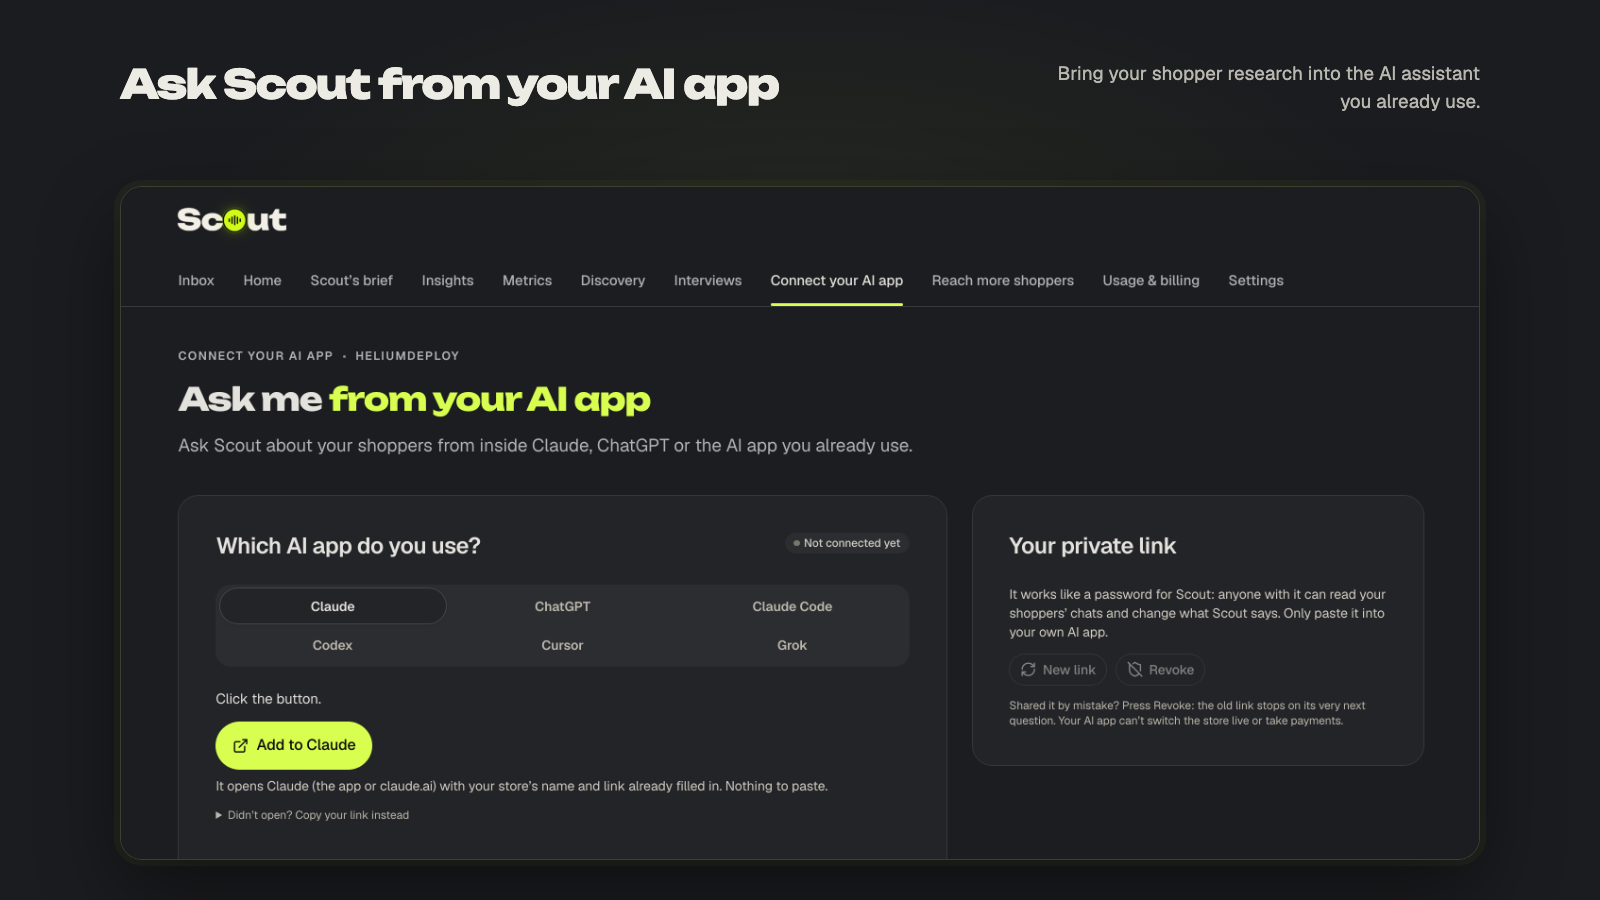 Ask Scout from your AI app
Bring your shopper research into the AI assistant
you already use.
Scout
Inbox Home Scout's brief Insights Metrics Discovery Interviews Connect your AI app Reach more shoppers Usage & billing Settings
CONNECT YOUR AI APP • HELIUMDEPLOY
Ask me from your AI app
Ask Scout about your shoppers from inside Claude, ChatGPT or the AI app you already use.
Which AI app do you use?
Not connected yet
Claude ChatGPT Claude Code
Codex Cursor Grok
Click the button.
Add to Claude
It opens Claude (the app or claude.ai) with your store's name and link already filled in. Nothing to paste.
Didn't open? Copy your link instead
Your private link
It works like a password for Scout: anyone with it can read your
shoppers' chats and change what Scout says. Only paste it into
your own AI app.
New link Revoke
Shared it by mistake? Press Revoke: the old link stops on its very next
question. Your AI app can't switch the store live or take payments.